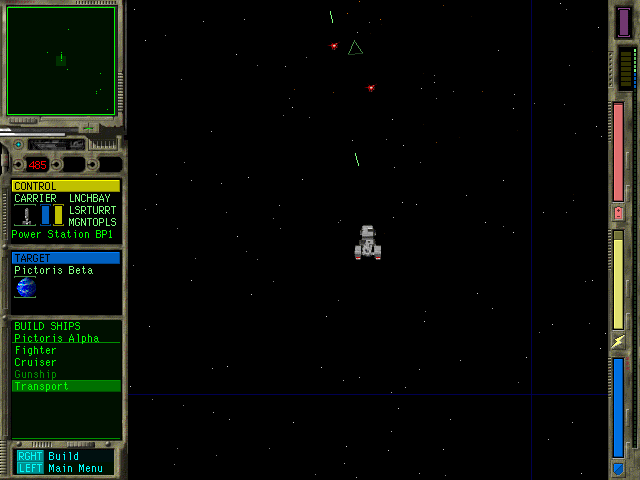 485
CONTROL
CARRIER LNCHBAY
LSRTURRT
MGNTOPLS
Power Station BP1
TARGET
Pictoris Beta
BUILD SHIPS
Pictoris Alpha
Fighter
Cruiser
Gunship
Transport
RGHT Build
LEFT Main Menu